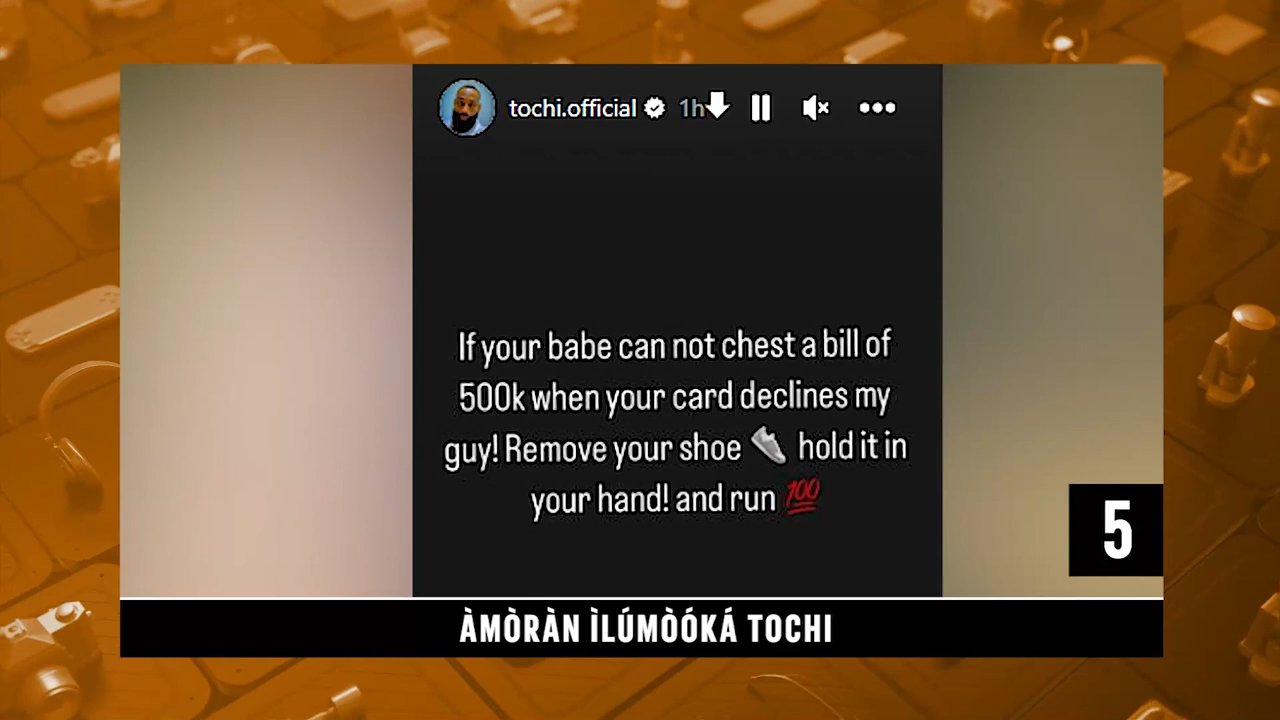 tochi.official 1h
If your babe can not chest a bill of
500k when your card declines my
guy! Remove your shoe 👟 hold it in
your hand! and run 💯
5
ÀMÒRÀN ÌLÚMÒÓKÁ TOCHI